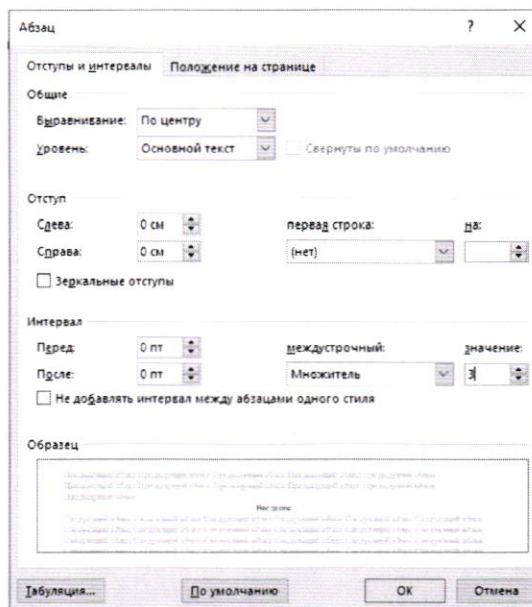 Абзац ? ×
Отступы и интервалы Положение на странице
Общие
Выравнивание: По центру
Уровень: Основной текст Свернуты по умолчанию
Отступ
Слева: 0 см первая строка: на:
Справа: 0 см (нет)
Зеркальные отступы
Интервал
Перед: 0 пт междустрочный: значение:
После: 0 пт Множитель 3
Не добавлять интервал между абзацами одного стиля
Образец
Табуляция... По умолчанию ОК Отмена